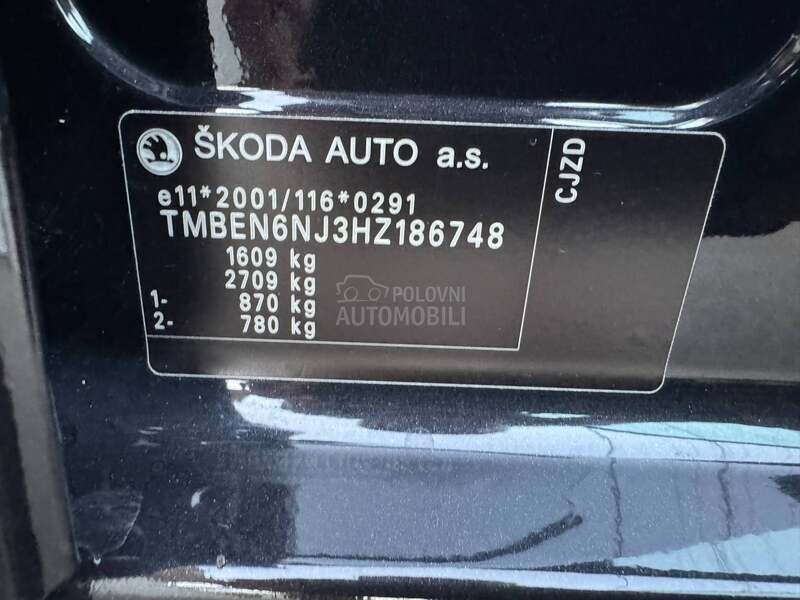 ŠKODA AUTO a.s.
e11*2001/116*0291
TMBEN6NJ3HZ186748
1609 kg
2709 kg
1- 870 kg
2- 780 kg
CJZD
POLOVNI
AUTOMOBILI